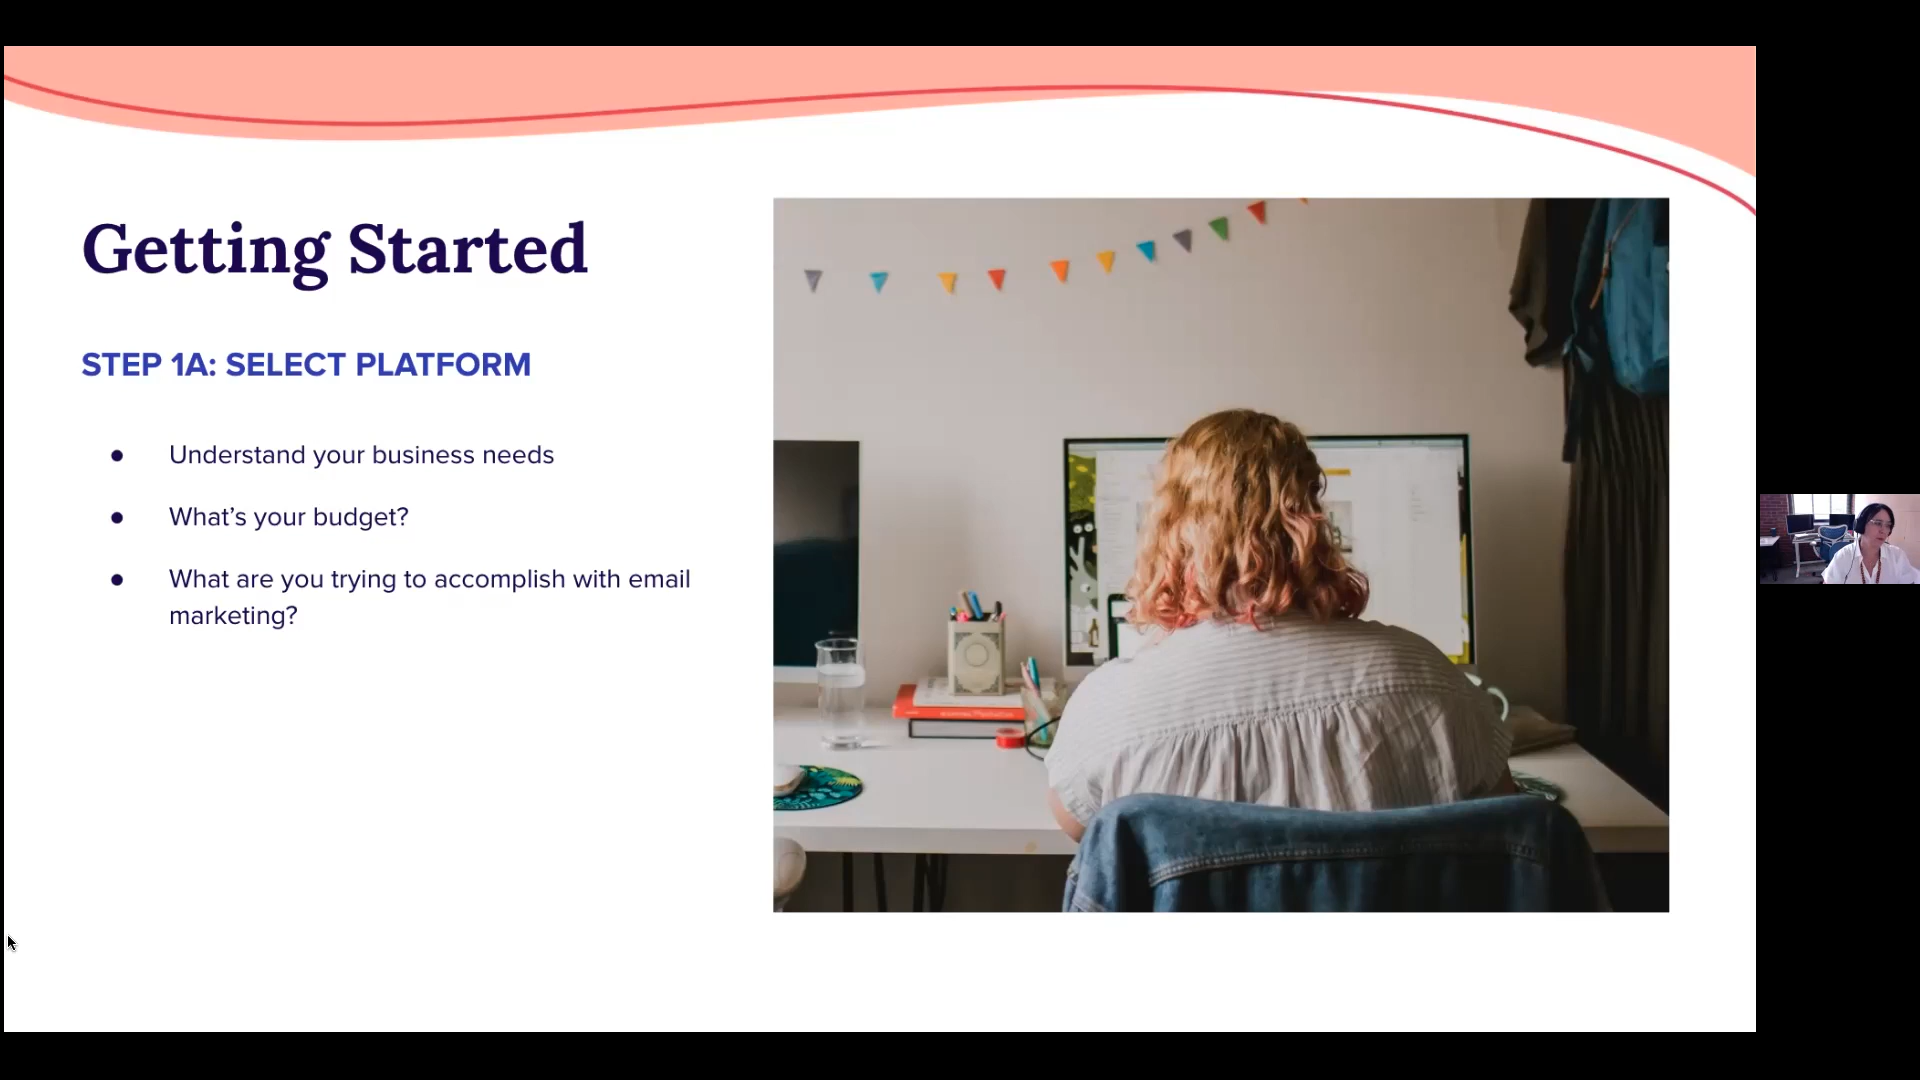 Getting Started
STEP 1A: SELECT PLATFORM
● Understand your business needs
● What’s your budget?
● What are you trying to accomplish with email
marketing?